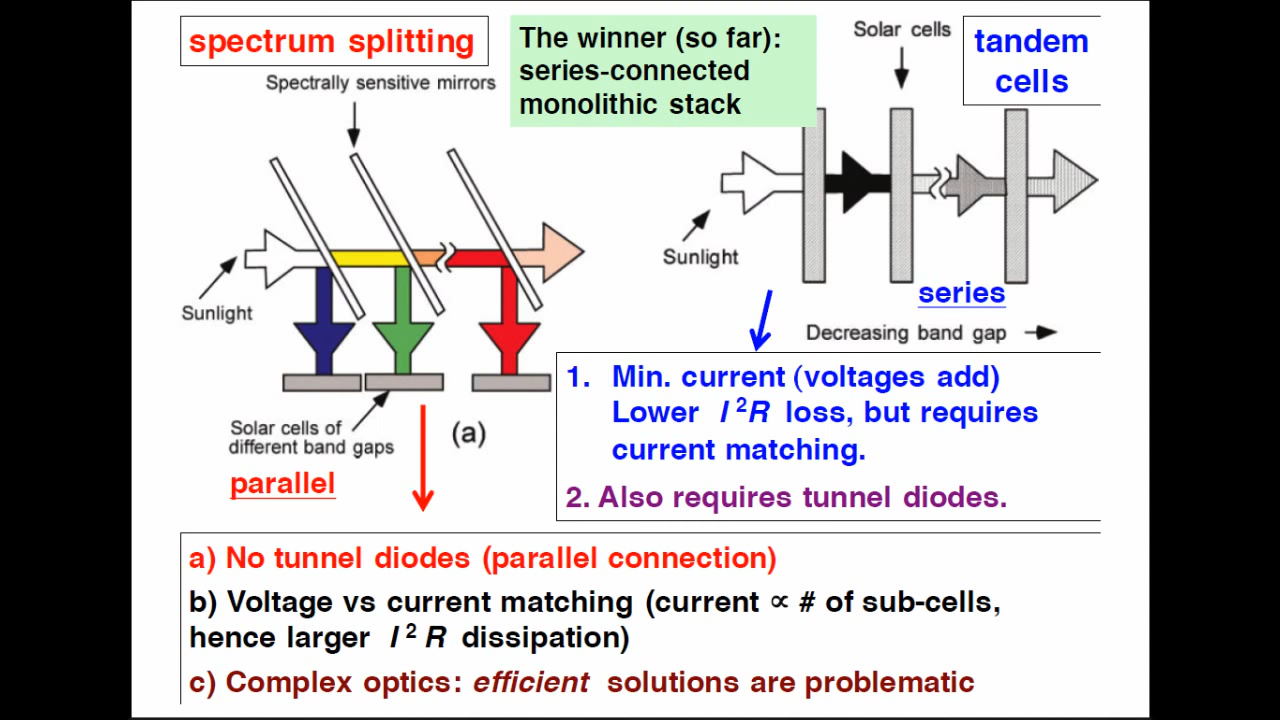 spectrum splitting
Spectrally sensitive mirrors
The winner (so far):
series-connected
monolithic stack
Solar cells
tandem
cells
Sunlight
Sunlight
series
Decreasing band gap
Solar cells of
different band gaps
(a)
parallel
1. Min. current (voltages add)
Lower I²R loss, but requires
current matching.
2. Also requires tunnel diodes.
a) No tunnel diodes (parallel connection)
b) Voltage vs current matching (current ∝ # of sub-cells,
hence larger I² R dissipation)
c) Complex optics: efficient solutions are problematic